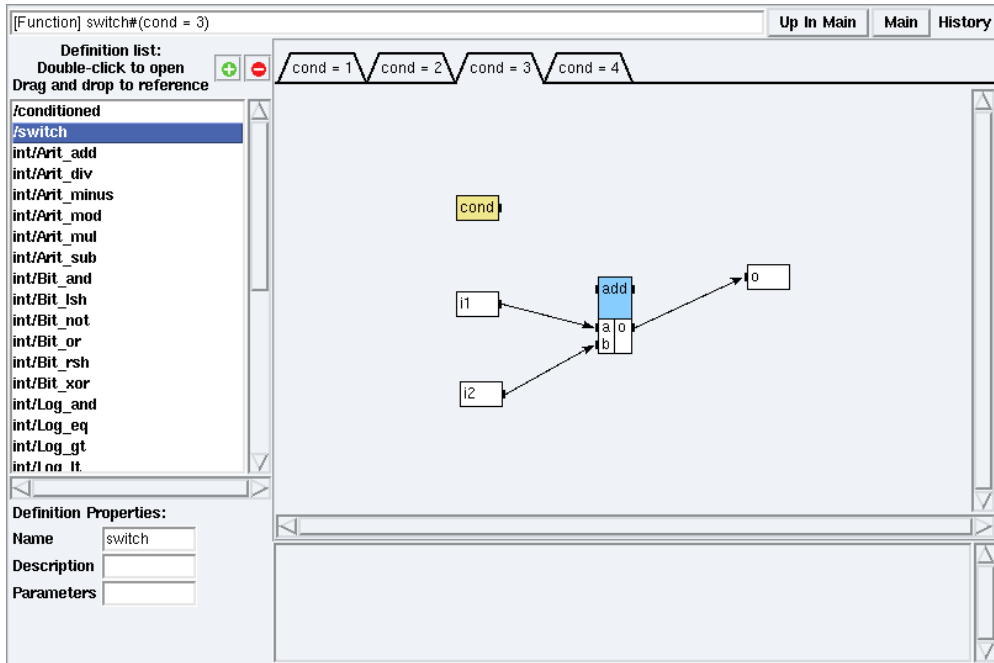 [Function] switch#(cond = 3)
Up In Main
Main
History
Definition list:
Double-click to open
Drag and drop to reference
cond = 1
cond = 2
cond = 3
cond = 4
/conditioned
/switch
int/Arit_add
int/Arit_div
int/Arit_minus
int/Arit_mod
int/Arit_mul
int/Arit_sub
int/Bit_and
int/Bit_lsh
int/Bit_not
int/Bit_or
int/Bit_rsh
int/Bit_xor
int/Log_and
int/Log_eq
int/Log_gt
int/Log_lt
cond
i1
i2
add
a
o
b
o
Definition Properties:
Name
switch
Description
Parameters